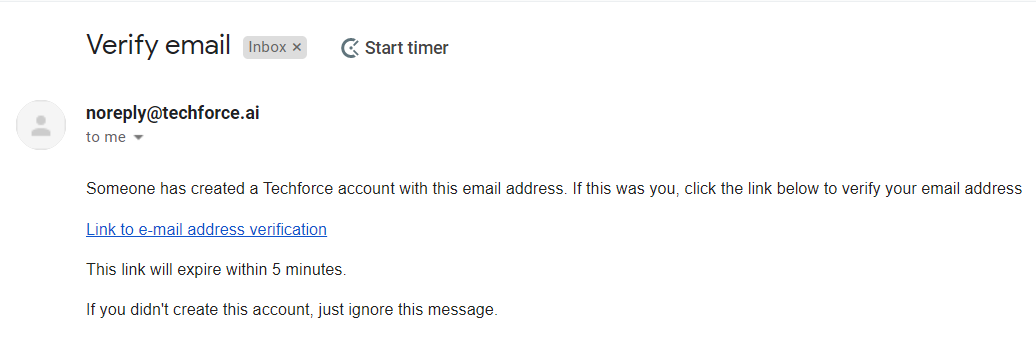 Verify email Inbox × Start timer
noreply@techforce.ai
to me
Someone has created a Techforce account with this email address. If this was you, click the link below to verify your email address
Link to e-mail address verification
This link will expire within 5 minutes.
If you didn't create this account, just ignore this message.